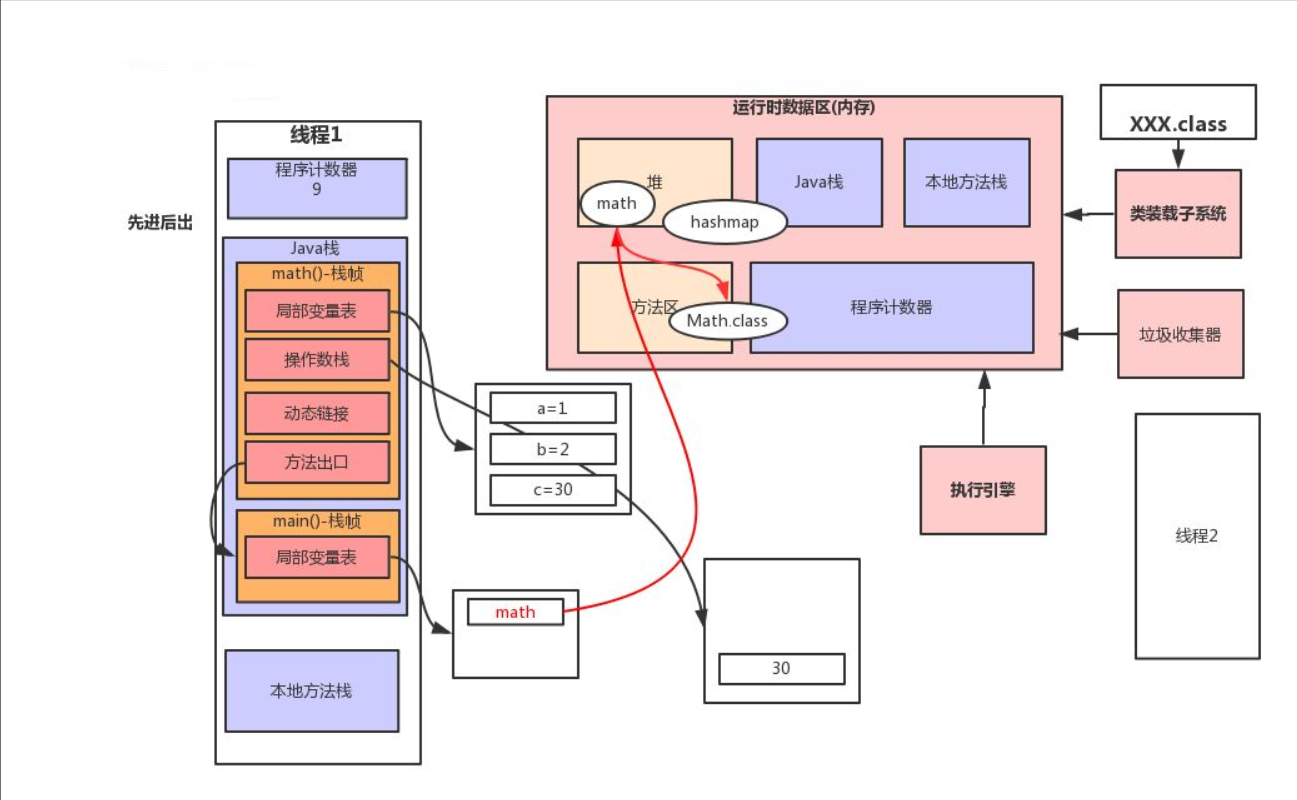 线程1
程序计数器
9
先进后出
Java栈
math()-栈帧
局部变量表
操作数栈
动态链接
方法出口
main()-栈帧
局部变量表
本地方法栈
a=1
b=2
c=30
math
30
运行时数据区(内存)
堆
math
hashmap
Java栈
本地方法栈
方法区
Math.class
程序计数器
XXX.class
类装载子系统
垃圾收集器
执行引擎
线程2